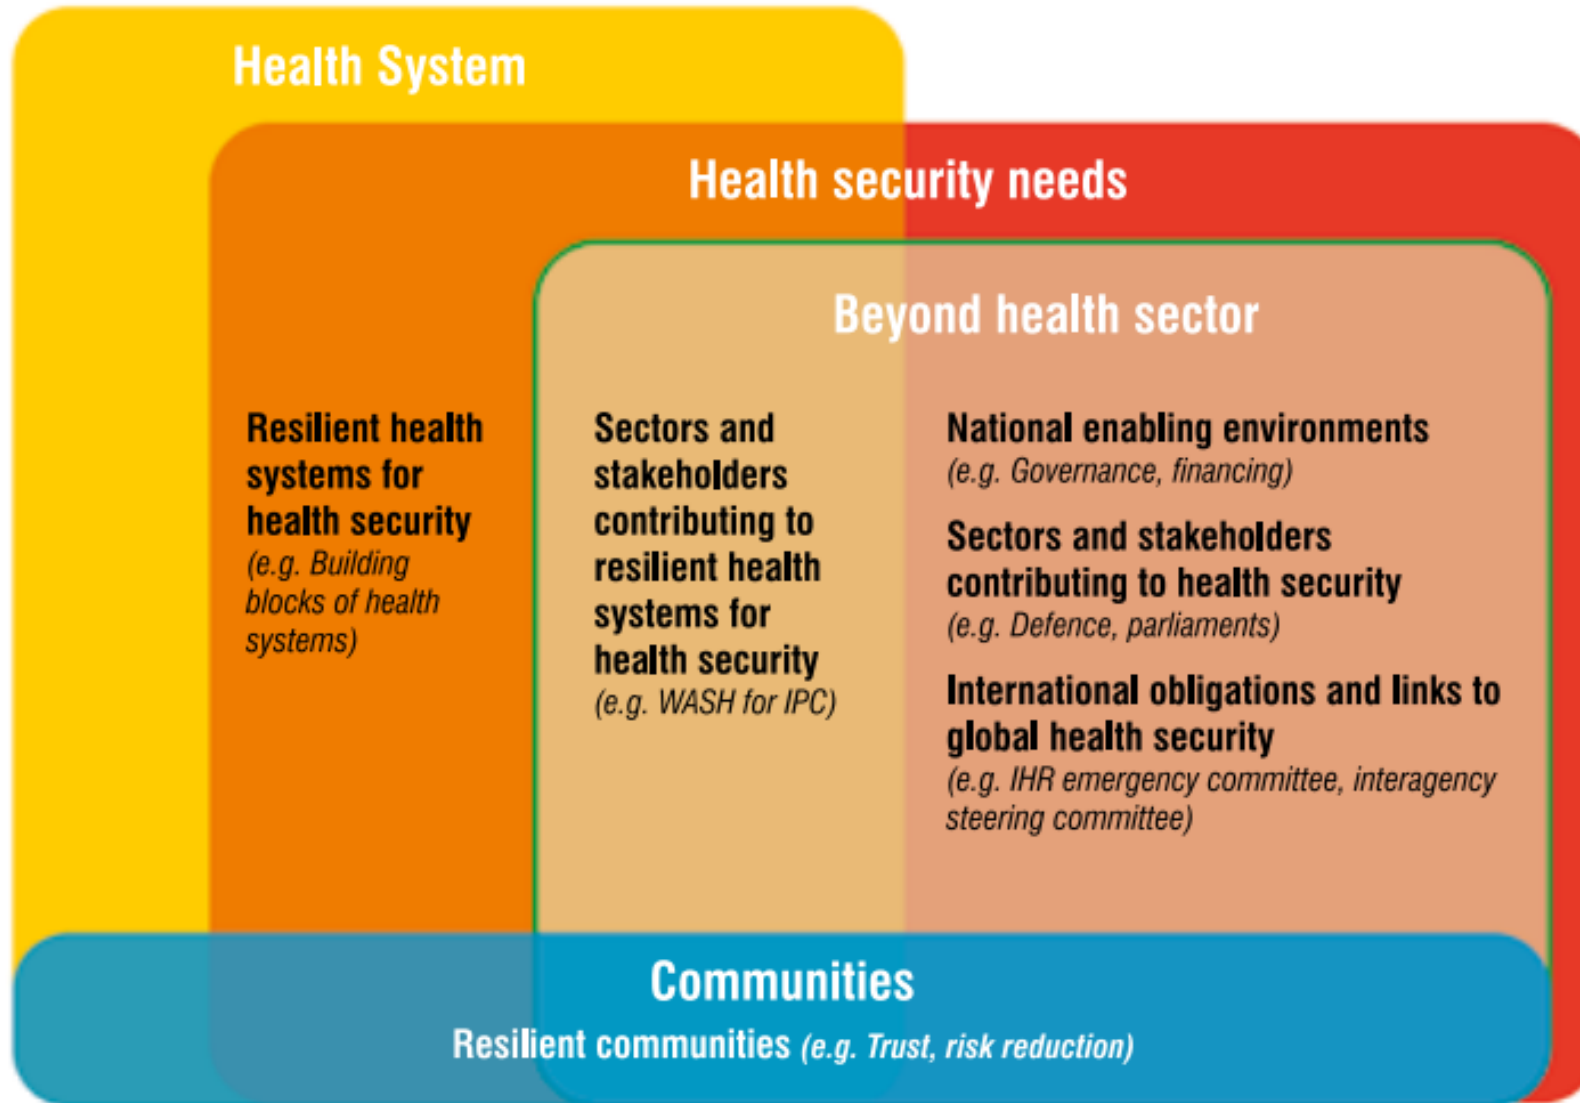 Health System
Health security needs
Beyond health sector
Resilient health
systems for
health security
(e.g. Building
blocks of health
systems)
Sectors and
stakeholders
contributing to
resilient health
systems for
health security
(e.g. WASH for IPC)
National enabling environments
(e.g. Governance, financing)
Sectors and stakeholders
contributing to health security
(e.g. Defence, parliaments)
International obligations and links to
global health security
(e.g. IHR emergency committee, interagency
steering committee)
Communities
Resilient communities (e.g. Trust, risk reduction)